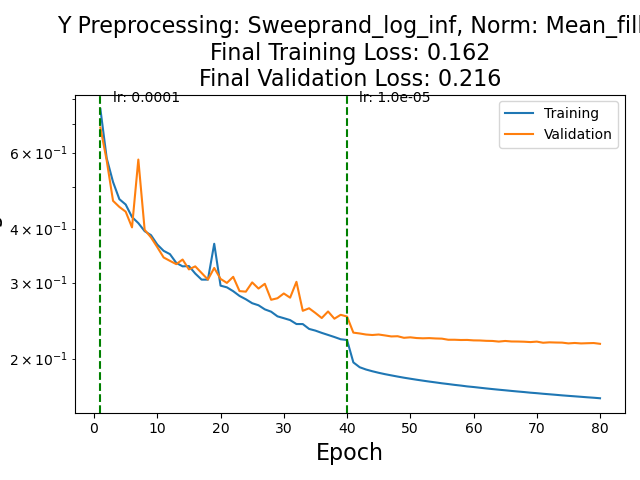 Y Preprocessing: Sweeprand_log_inf, Norm: Mean_fill
Final Training Loss: 0.162
Final Validation Loss: 0.216
lr: 0.0001
lr: 1.0e-05
Training
Validation
6 × 10⁻¹
4 × 10⁻¹
3 × 10⁻¹
2 × 10⁻¹
0 10 20 30 40 50 60 70 80
Epoch